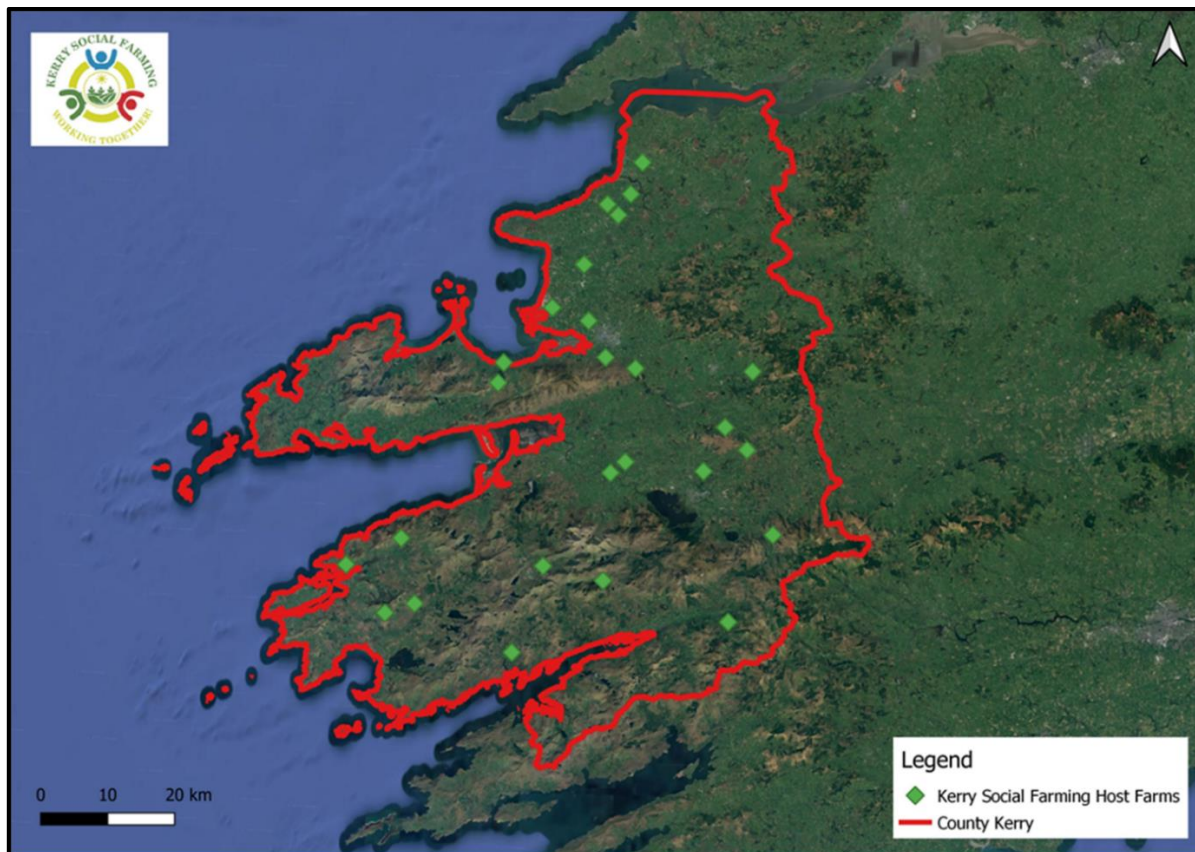 KERRY SOCIAL FARMING
WORKING TOGETHER!
0 10 20 km
Legend
Kerry Social Farming Host Farms
County Kerry